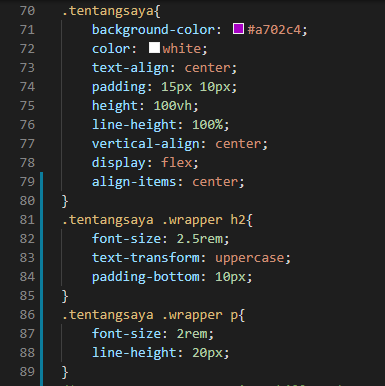 70 .tentangsaya{
71 background-color: #a702c4;
72 color: white;
73 text-align: center;
74 padding: 15px 10px;
75 height: 100vh;
76 line-height: 100%;
77 vertical-align: center;
78 display: flex;
79 align-items: center;
80 }
81 .tentangsaya .wrapper h2{
82 font-size: 2.5rem;
83 text-transform: uppercase;
84 padding-bottom: 10px;
85 }
86 .tentangsaya .wrapper p{
87 font-size: 2rem;
88 line-height: 20px;
89 }